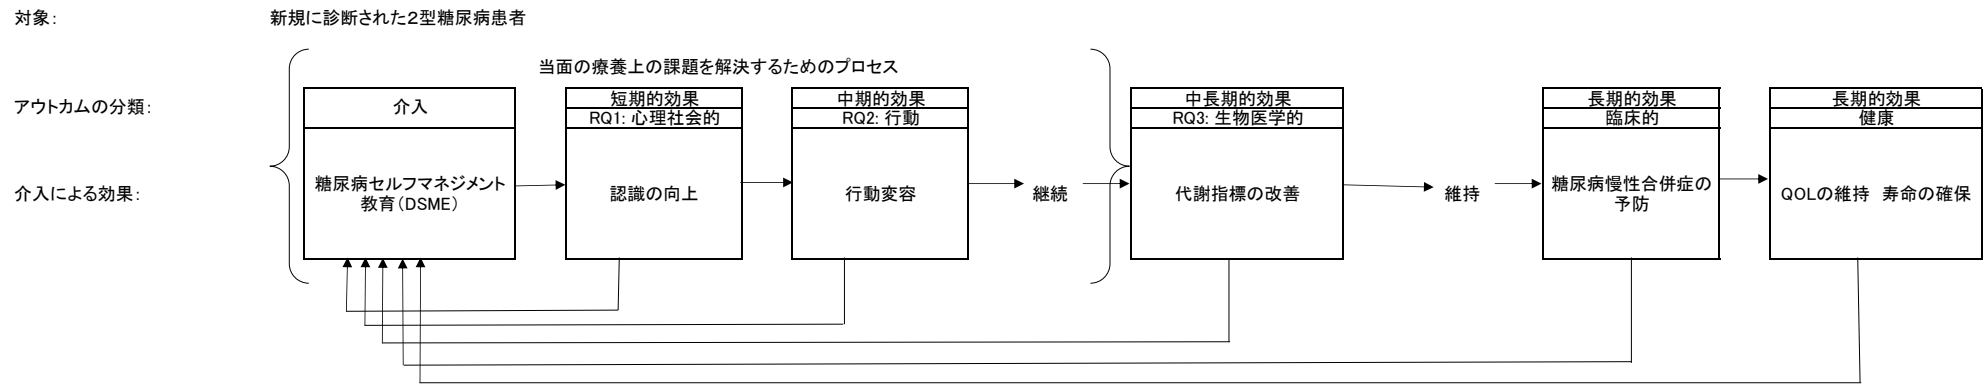 対象:
新規に診断された2型糖尿病患者
当面の療養上の課題を解決するためのプロセス
アウトカムの分類:
介入
短期的効果
RQ1: 心理社会的
中期的効果
RQ2: 行動
中長期的効果
RQ3: 生物医学的
長期的効果
臨床的
長期的効果
健康
介入による効果:
糖尿病セルフマネジメント
教育(DSME)
認識の向上
行動変容
継続
代謝指標の改善
維持
糖尿病慢性合併症の
予防
QOLの維持 寿命の確保